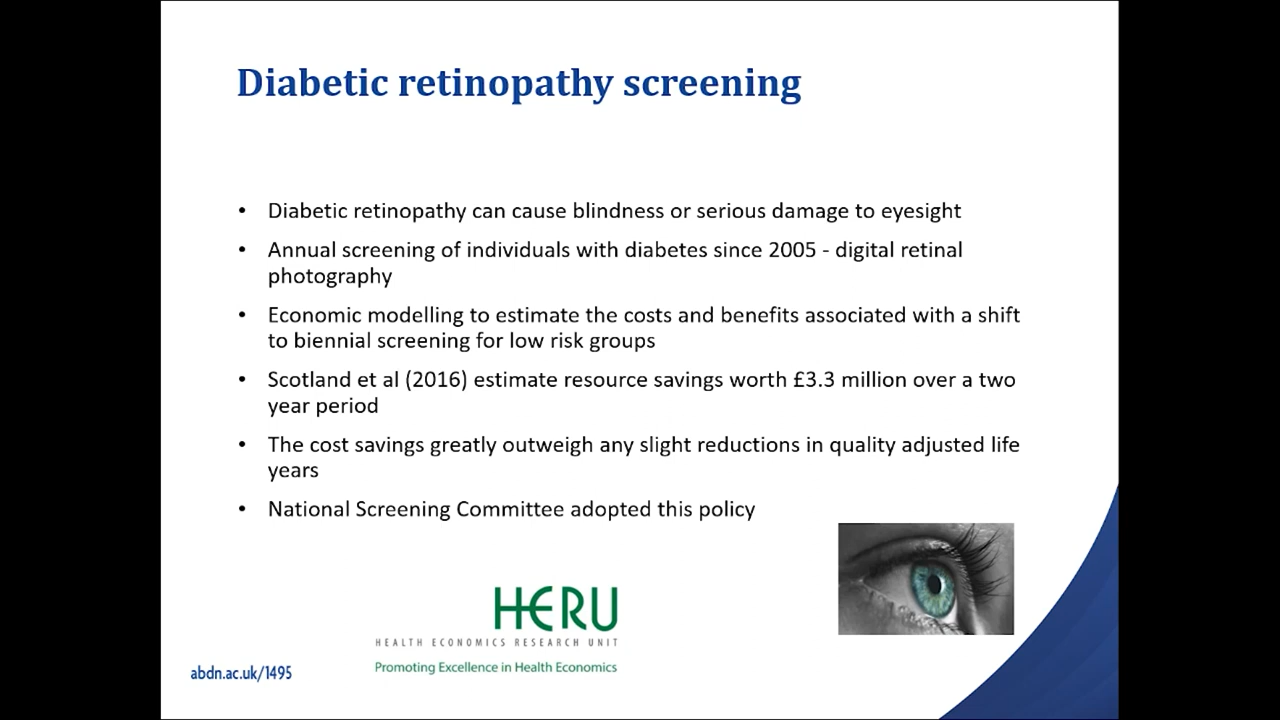 Diabetic retinopathy screening
• Diabetic retinopathy can cause blindness or serious damage to eyesight
• Annual screening of individuals with diabetes since 2005 - digital retinal
photography
• Economic modelling to estimate the costs and benefits associated with a shift
to biennial screening for low risk groups
• Scotland et al (2016) estimate resource savings worth £3.3 million over a two
year period
• The cost savings greatly outweigh any slight reductions in quality adjusted life
years
• National Screening Committee adopted this policy
HERU
HEALTH ECONOMICS RESEARCH UNIT
Promoting Excellence in Health Economics
abdn.ac.uk/1495